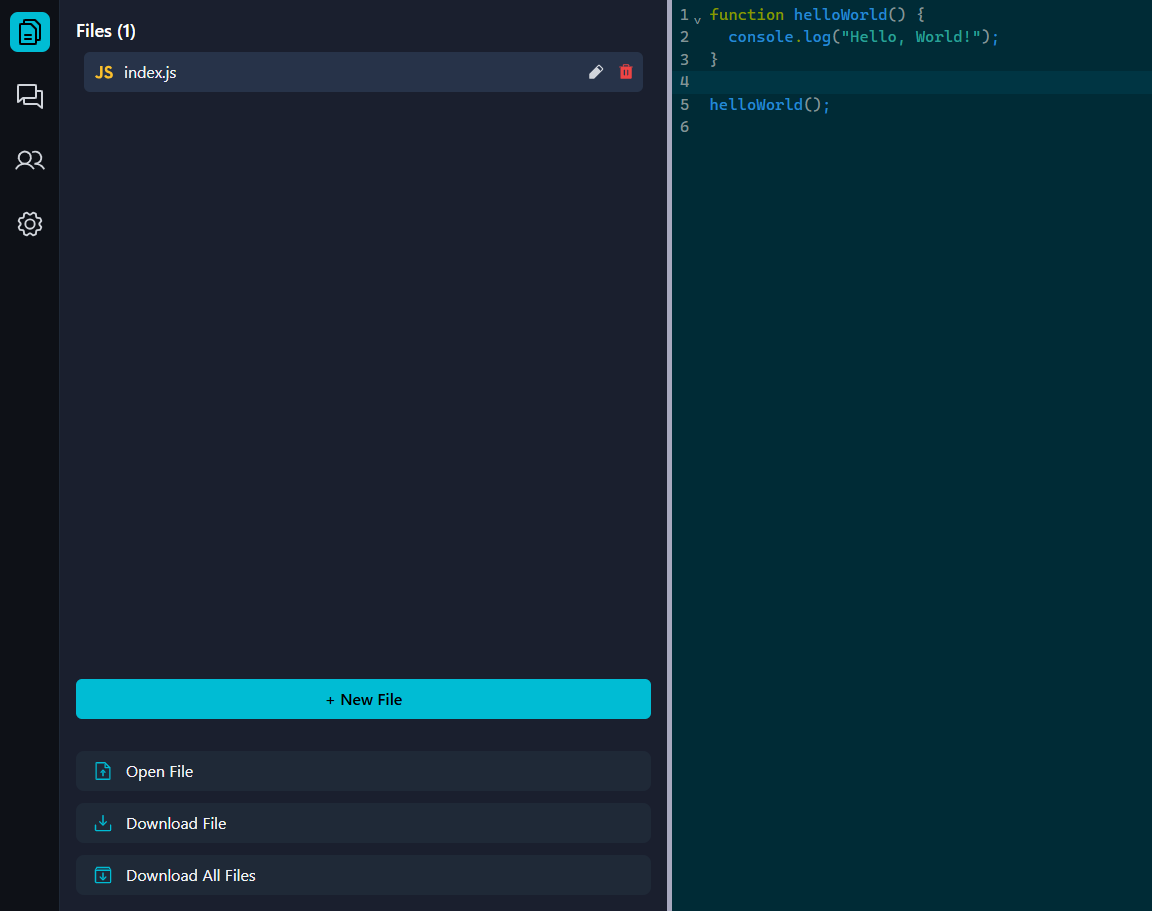 Files (1)
JS index.js
+ New File
Open File
Download File
Download All Files
1 function helloWorld() {
2   console.log("Hello, World!");
3 }
4
5 helloWorld();
6